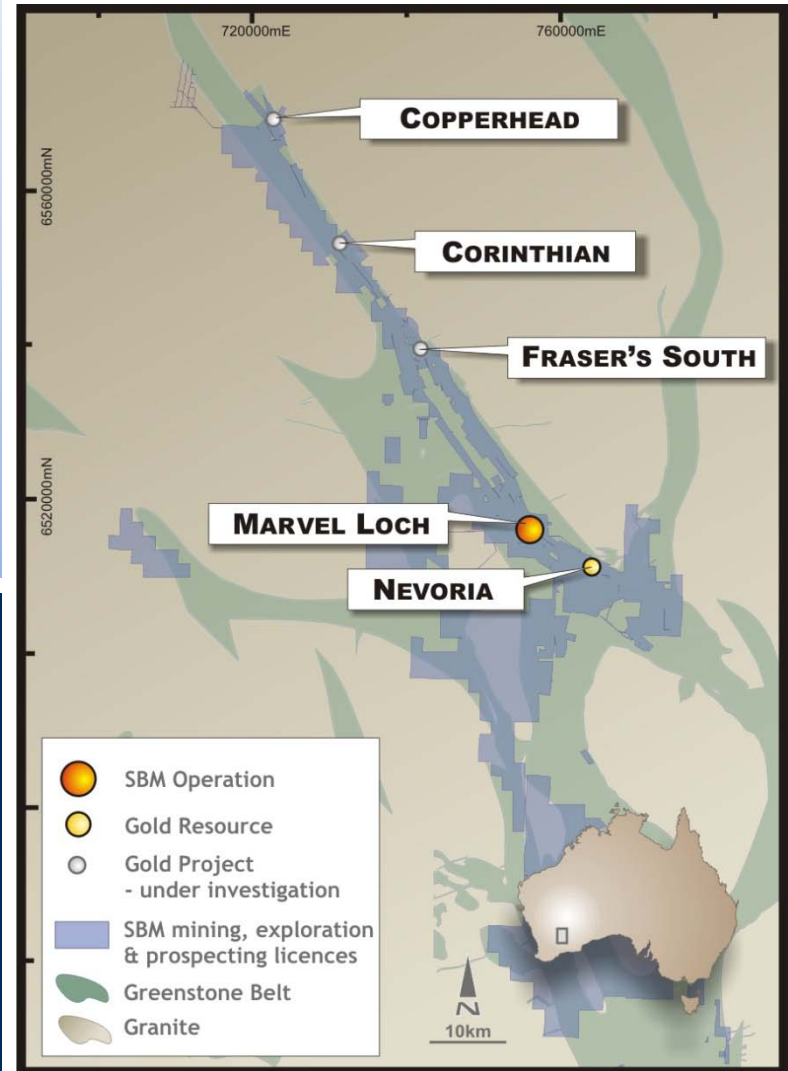 720000mE
760000mE
COPPERHEAD
6560000mN
CORINTHIAN
FRASER'S SOUTH
6520000mN
MARVEL LOCH
NEVORIA
SBM Operation
Gold Resource
Gold Project
- under investigation
SBM mining, exploration
& prospecting licences
Greenstone Belt
Granite
N
10km